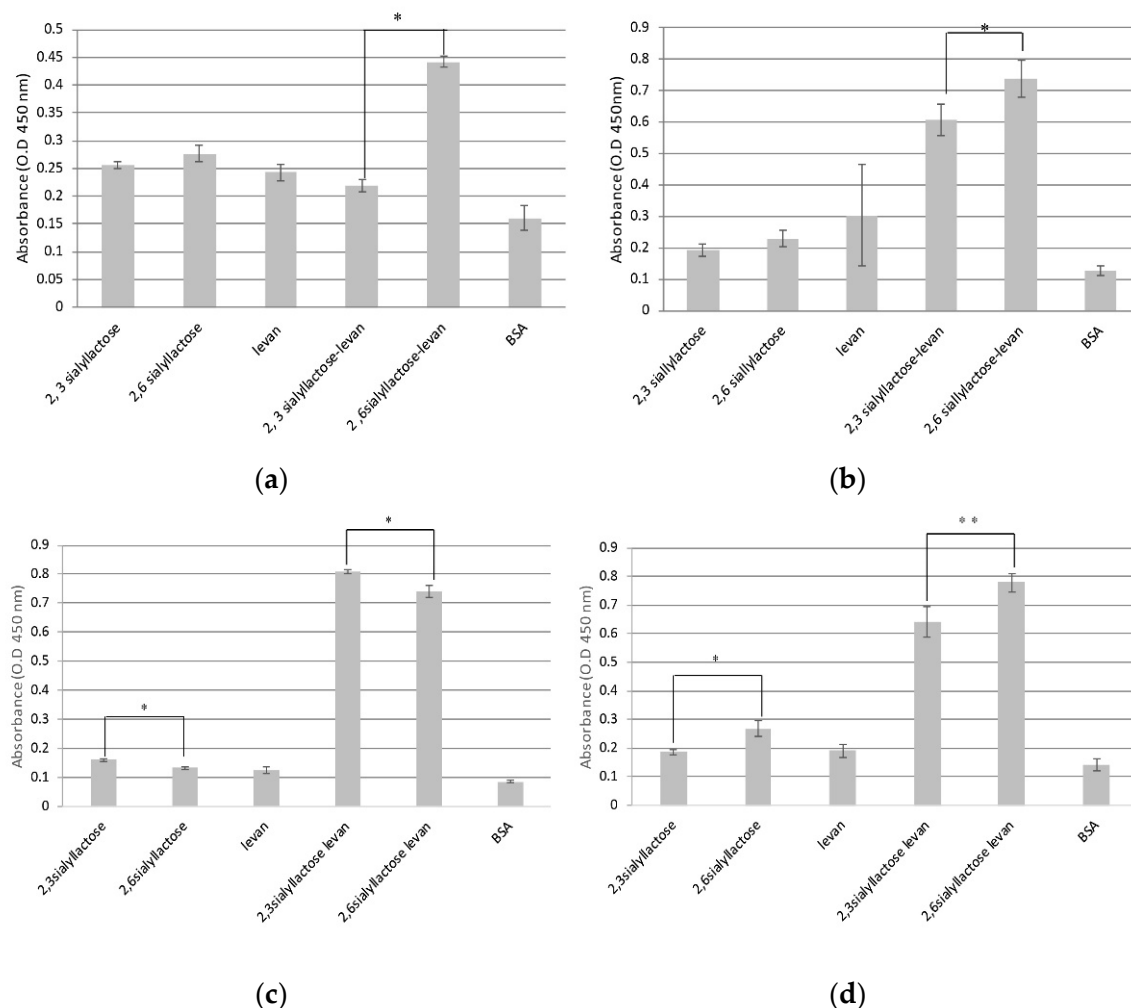 *
0.5
0.45
0.4
0.35
0.3
0.25
0.2
0.15
0.1
0.05
0
Absorbance (O.D 450 nm)
2, 3 sialyllactose
2,6 siallyllactose
levan
2, 3 sialyllactose-levan
2 ,6sialyllactose-levan
BSA
(a)
*
0.9
0.8
0.7
0.6
0.5
0.4
0.3
0.2
0.1
0
Absorbance (O.D 450nm)
2,3 siallylyctose
2,6 siallylyctose
levan
2,3 siallylyctose-levan
2,6 siallylyctose-levan
BSA
(b)
*
*
0.9
0.8
0.7
0.6
0.5
0.4
0.3
0.2
0.1
0
Absorbance (O.D 450 nm)
2,3sialyllactose
2,6sialyllactose
levan
2,3sialyllactose levan
2,6sialyllactose levan
BSA
(c)
* *
*
0.9
0.8
0.7
0.6
0.5
0.4
0.3
0.2
0.1
0
Absorbance (O.D 450 nm)
2,3sialyllactose
2,6sialyllactose
levan
2,3sialyllactose levan
2,6sialyllactose levan
BSA
(d)